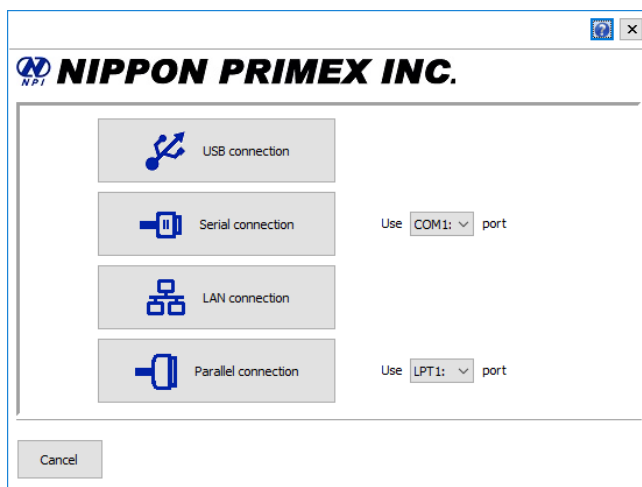 ?
NIPPON PRIMEX INC.
NPI
USB connection
Serial connection Use COM1: port
LAN connection
Parallel connection Use LPT1: port
Cancel